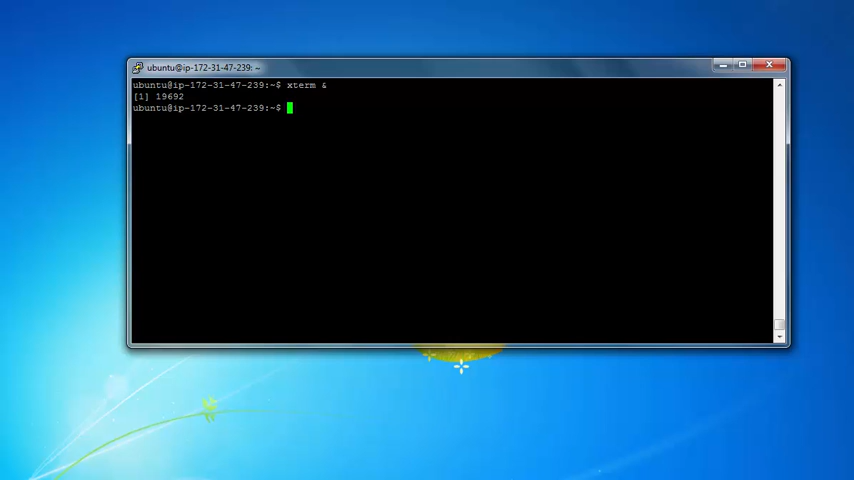 ubuntu@ip-172-31-47-239: ~
ubuntu@ip-172-31-47-239:~$ xterm &
[1] 19692
ubuntu@ip-172-31-47-239:~$